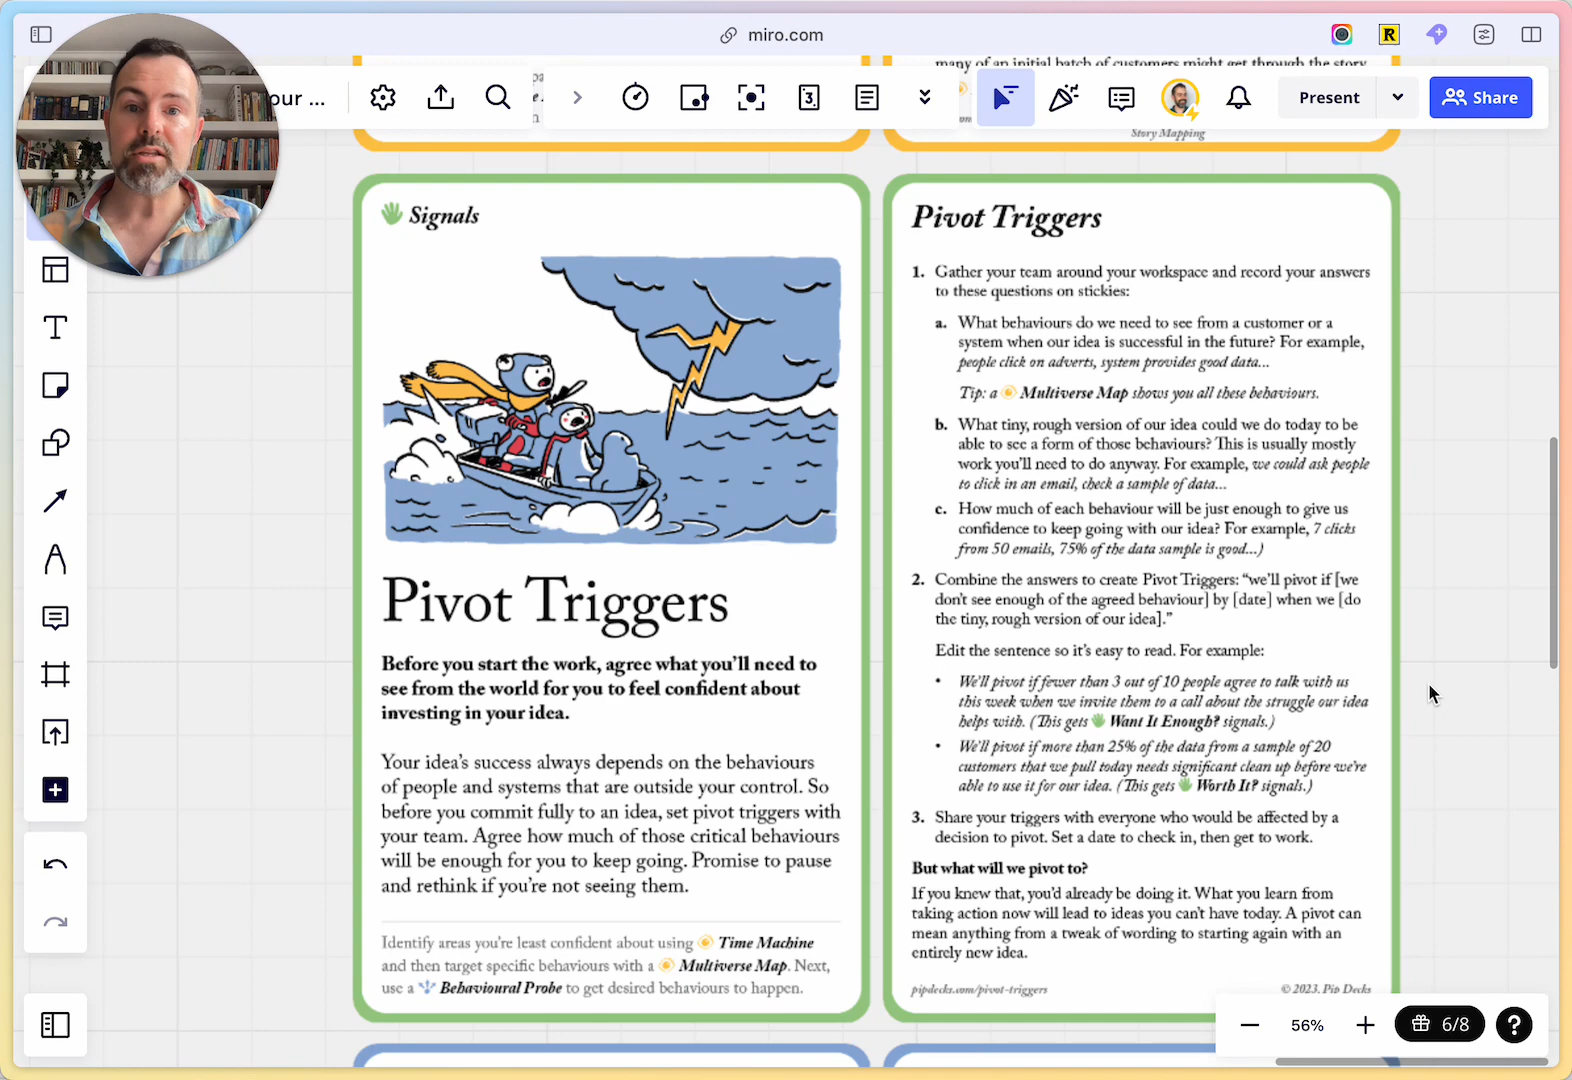 miro.com
our ...
Present
Share
many of an initial batch of customers might get through the story
Story Mapping
Signals
Pivot Triggers
Before you start the work, agree what you'll need to
see from the world for you to feel confident about
investing in your idea.
Your idea's success always depends on the behaviours
of people and systems that are outside your control. So
before you commit fully to an idea, set pivot triggers with
your team. Agree how much of those critical behaviours
will be enough for you to keep going. Promise to pause
and rethink if you're not seeing them.
Identify areas you're least confident about using Time Machine
and then target specific behaviours with a Multiverse Map. Next,
use a Behavioural Probe to get desired behaviours to happen.
Pivot Triggers
1. Gather your team around your workspace and record your answers
to these questions on stickies:
a. What behaviours do we need to see from a customer or a
system when our idea is successful in the future? For example,
people click on adverts, system provides good data...
Tip: a Multiverse Map shows you all these behaviours.
b. What tiny, rough version of our idea could we do today to be
able to see a form of those behaviours? This is usually mostly
work you'll need to do anyway. For example, we could ask people
to click in an email, check a sample of data...
c. How much of each behaviour will be just enough to give us
confidence to keep going with our idea? For example, 7 clicks
from 50 emails, 75% of the data sample is good...)
2. Combine the answers to create Pivot Triggers: “we'll pivot if [we
don't see enough of the agreed behaviour] by [date] when we [do
the tiny, rough version of our idea].”
Edit the sentence so it's easy to read. For example:
• We'll pivot if fewer than 3 out of 10 people agree to talk with us
this week when we invite them to a call about the struggle our idea
helps with. (This gets Want It Enough? signals.)
• We'll pivot if more than 25% of the data from a sample of 20
customers that we pull today needs significant clean up before we're
able to use it for our idea. (This gets Worth It? signals.)
3. Share your triggers with everyone who would be affected by a
decision to pivot. Set a date to check in, then get to work.
But what will we pivot to?
If you knew that, you'd already be doing it. What you learn from
taking action now will lead to ideas you can't have today. A pivot can
mean anything from a tweak of wording to starting again with an
entirely new idea.
pipdecks.com/pivot-triggers
© 2023. Pip Decks
56%
6/8